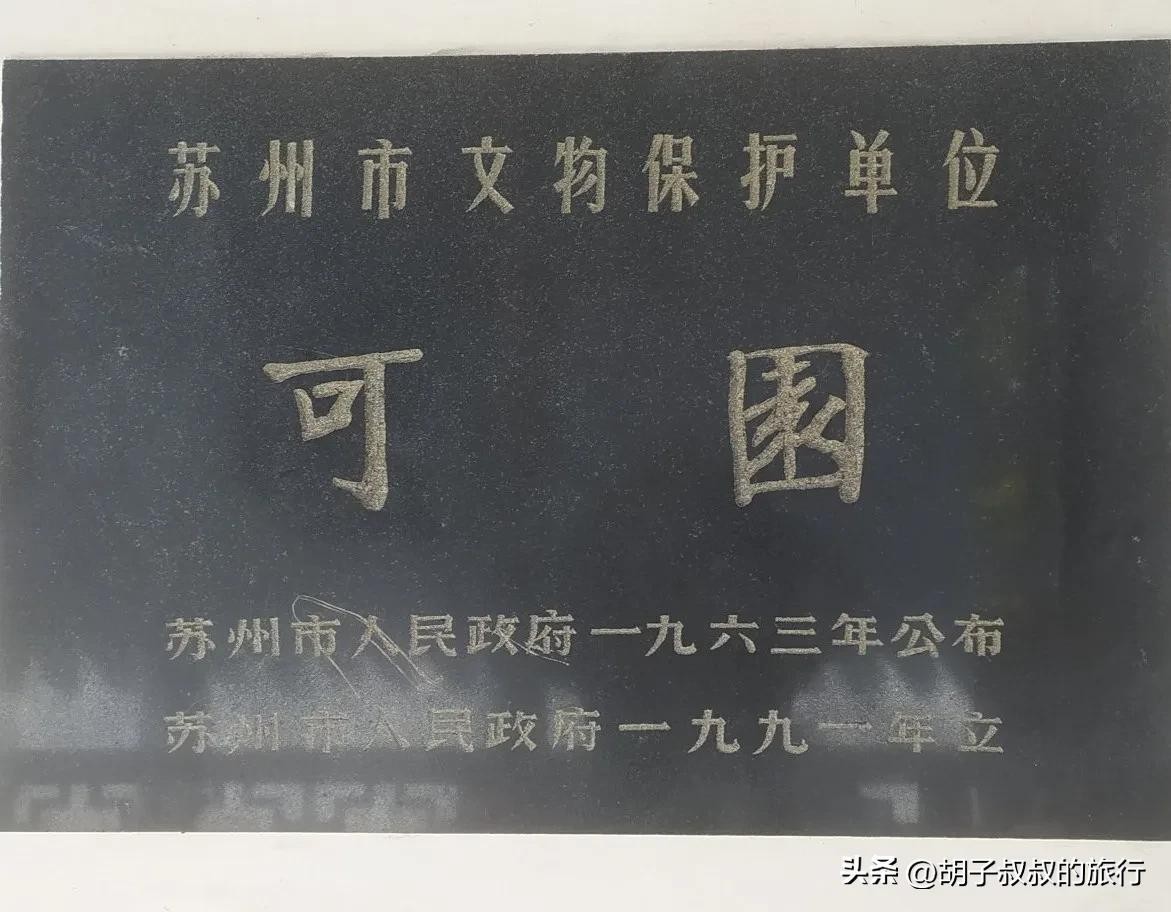 苏州市文物保护单位
可园
苏州市人民政府一九六三年公布
苏州市人民政府一九九一年立
头条 @胡子叔叔的旅行